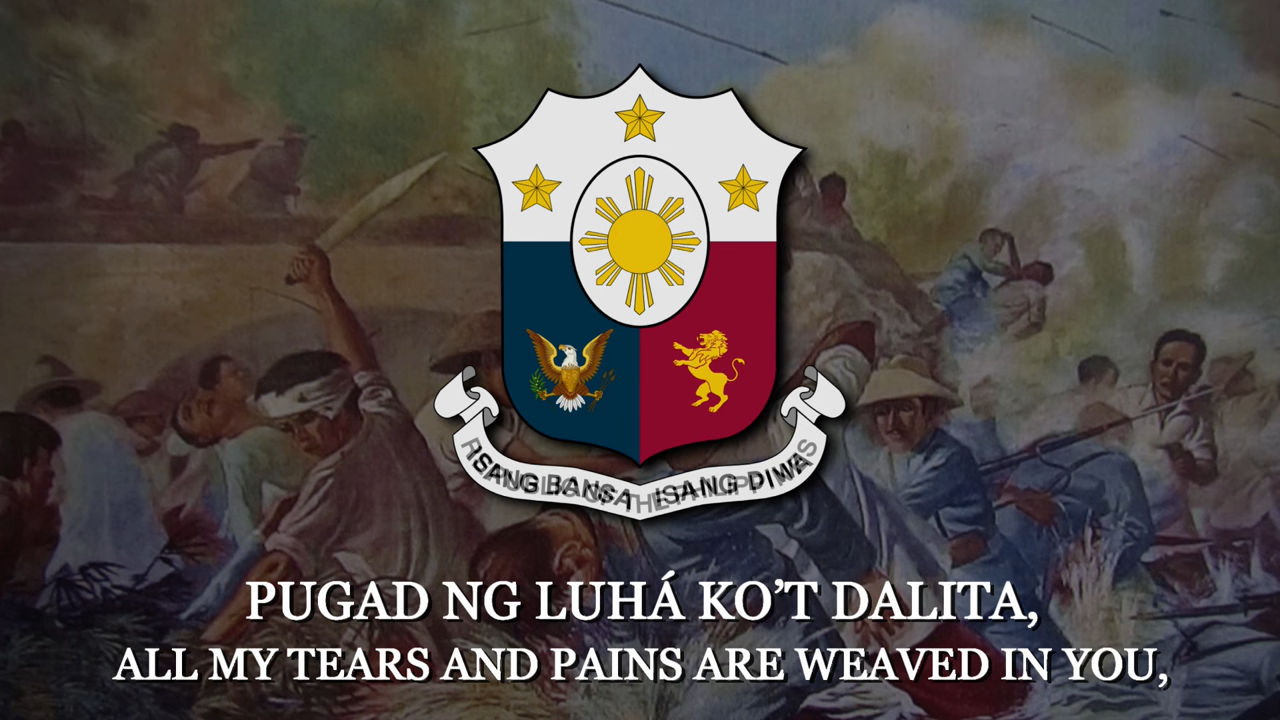 ISANG BANSA ISANG DIWA
PUGAD NG LUHÁ KO’T DALITA,
ALL MY TEARS AND PAINS ARE WEAVED IN YOU,